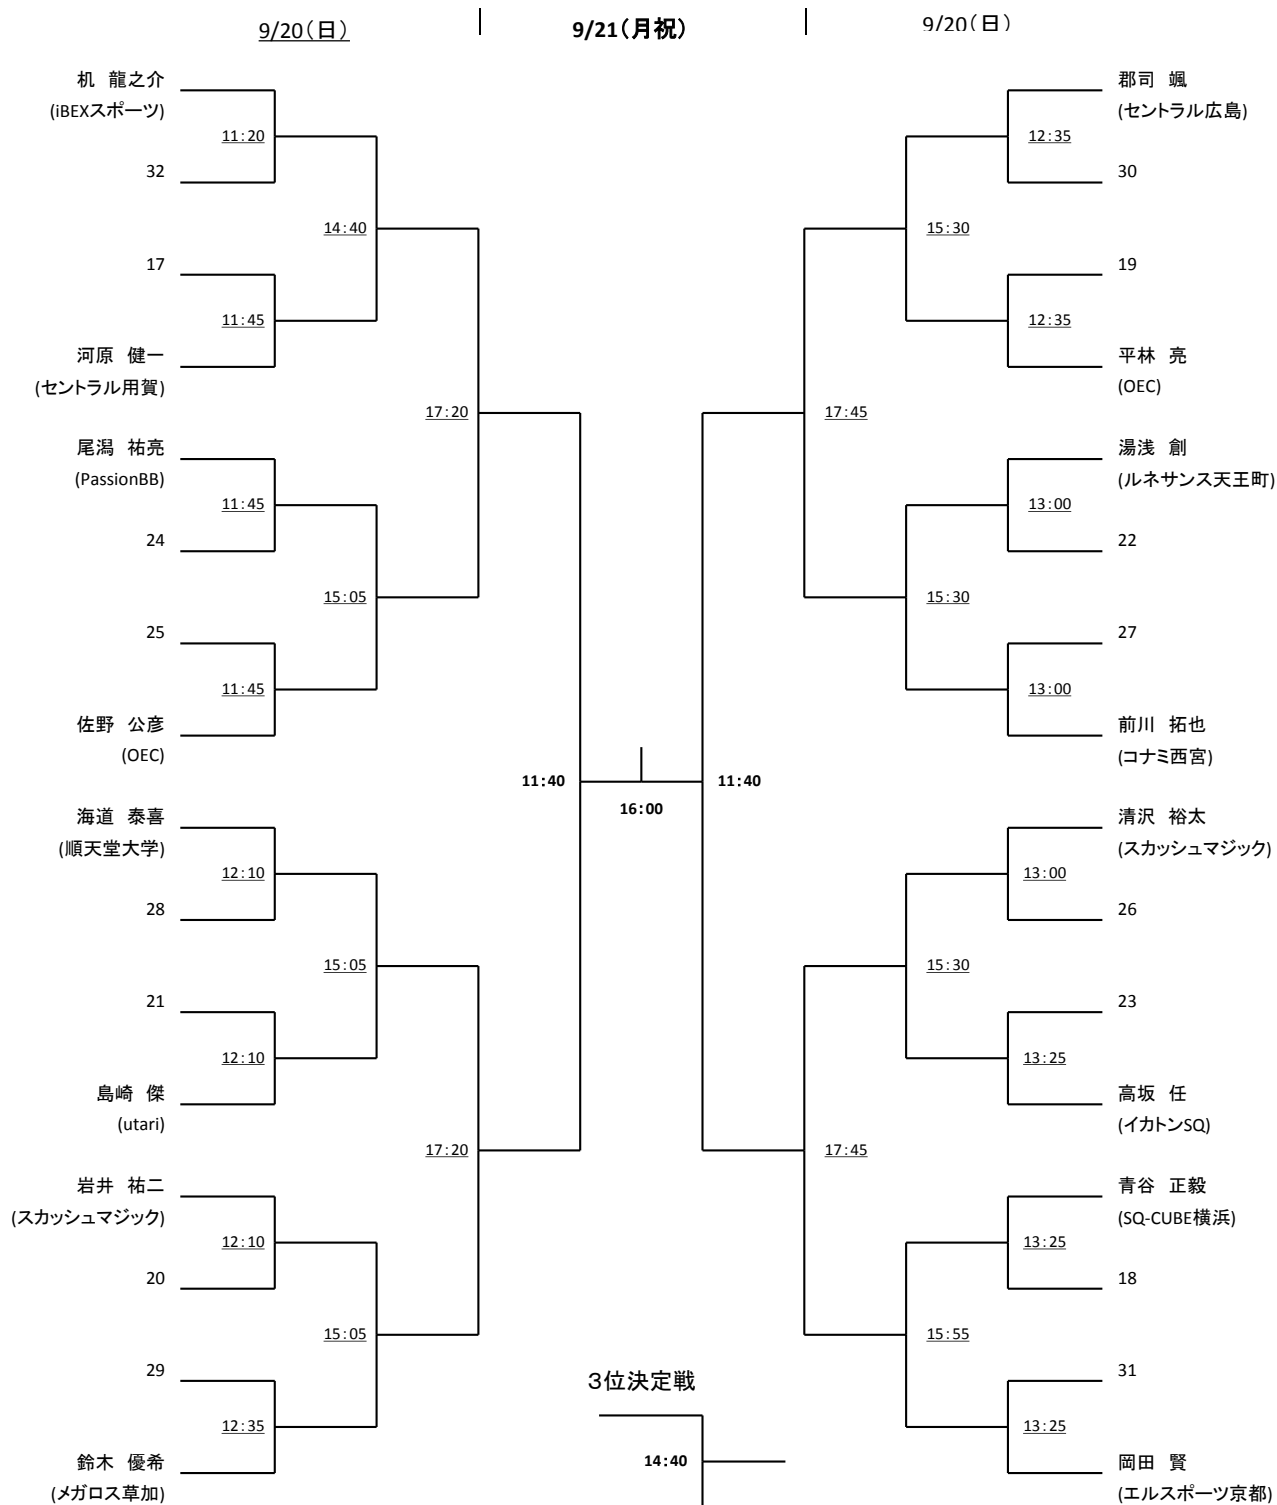 9/20(日)
9/21(月祝)
9/20(日)
机 龍之介
(iBEXスポーツ)
11:20
32
14:40
17
11:45
河原 健一
(セントラル用賀)
17:20
尾潟 祐亮
(PassionBB)
11:45
24
15:05
25
11:45
佐野 公彦
(OEC)
11:40
海道 泰喜
(順天堂大学)
12:10
28
15:05
21
12:10
島崎 傑
(utari)
17:20
岩井 祐二
(スカッシュマジック)
12:10
20
15:05
29
12:35
鈴木 優希
(メガロス草加)
16:00
3位決定戦
14:40
郡司 颯
(セントラル広島)
12:35
30
15:30
19
12:35
平林 亮
(OEC)
17:45
湯浅 創
(ルネサンス天王町)
13:00
22
15:30
27
13:00
前川 拓也
(コナミ西宮)
11:40
清沢 裕太
(スカッシュマジック)
13:00
26
15:30
23
13:25
高坂 任
(イカトンSQ)
17:45
青谷 正毅
(SQ-CUBE横浜)
13:25
18
15:55
31
13:25
岡田 賢
(エルスポーツ京都)